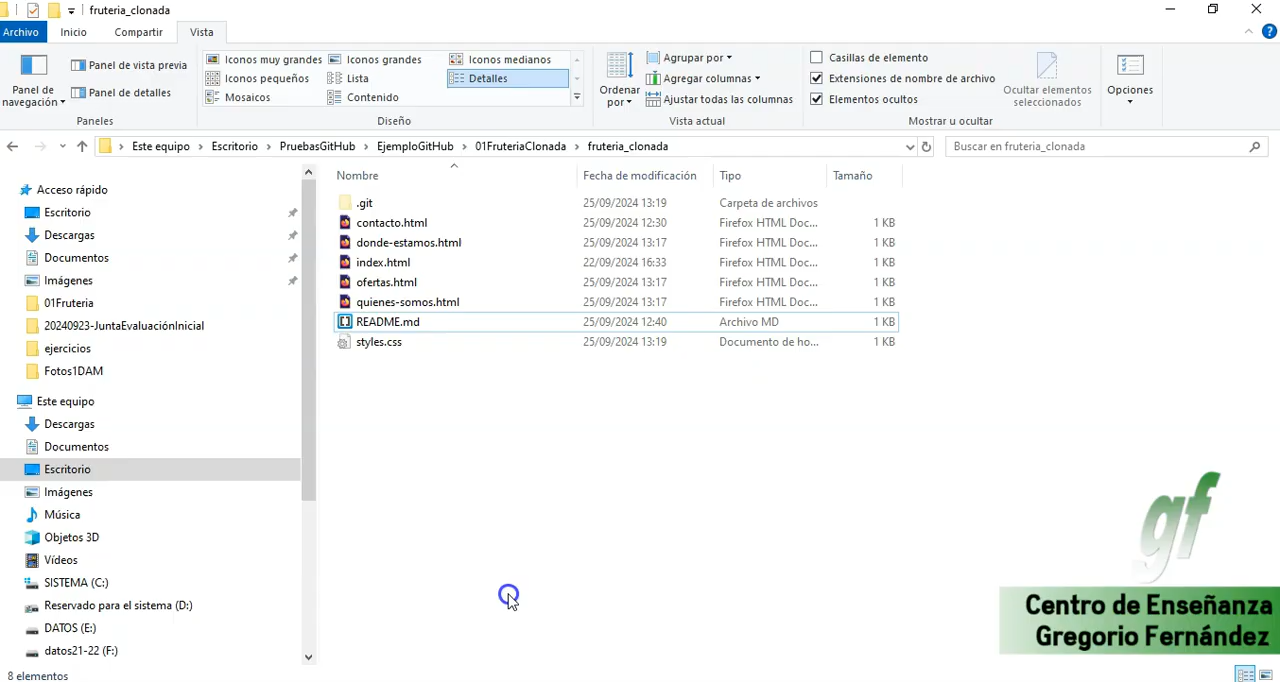 fruteria_clonada
Archivo Inicio Compartir Vista
Panel de navegación
Panel de vista previa
Panel de detalles
Paneles
Iconos muy grandes Iconos grandes Iconos medianos
Iconos pequeños Lista Detalles
Mosaicos Contenido
Diseño
Ordenar por
Agrupar por
Agregar columnas
Ajustar todas las columnas
Vista actual
Casillas de elemento
Extensiones de nombre de archivo
Elementos ocultos
Ocultar elementos
seleccionados
Mostrar u ocultar
Opciones
Este equipo > Escritorio > PruebasGitHub > EjemploGitHub > 01FruteriaClonada > fruteria_clonada
Buscar en fruteria_clonada
Acceso rápido
Escritorio
Descargas
Documentos
Imágenes
01Fruteria
20240923-JuntaEvaluaciónInicial
ejercicios
Fotos1DAM
Este equipo
Descargas
Documentos
Escritorio
Imágenes
Música
Objetos 3D
Vídeos
SISTEMA (C:)
Reservado para el sistema (D:)
DATOS (E:)
datos21-22 (F:)
Nombre Fecha de modificación Tipo Tamaño
.git 25/09/2024 13:19 Carpeta de archivos
contacto.html 25/09/2024 12:30 Firefox HTML Doc... 1 KB
donde-estamos.html 25/09/2024 13:17 Firefox HTML Doc... 1 KB
index.html 22/09/2024 16:33 Firefox HTML Doc... 1 KB
ofertas.html 25/09/2024 13:17 Firefox HTML Doc... 1 KB
quienes-somos.html 25/09/2024 13:17 Firefox HTML Doc... 1 KB
README.md 25/09/2024 12:40 Archivo MD 1 KB
styles.css 25/09/2024 13:19 Documento de ho... 1 KB
gf
Centro de Enseñanza
Gregorio Fernández
8 elementos